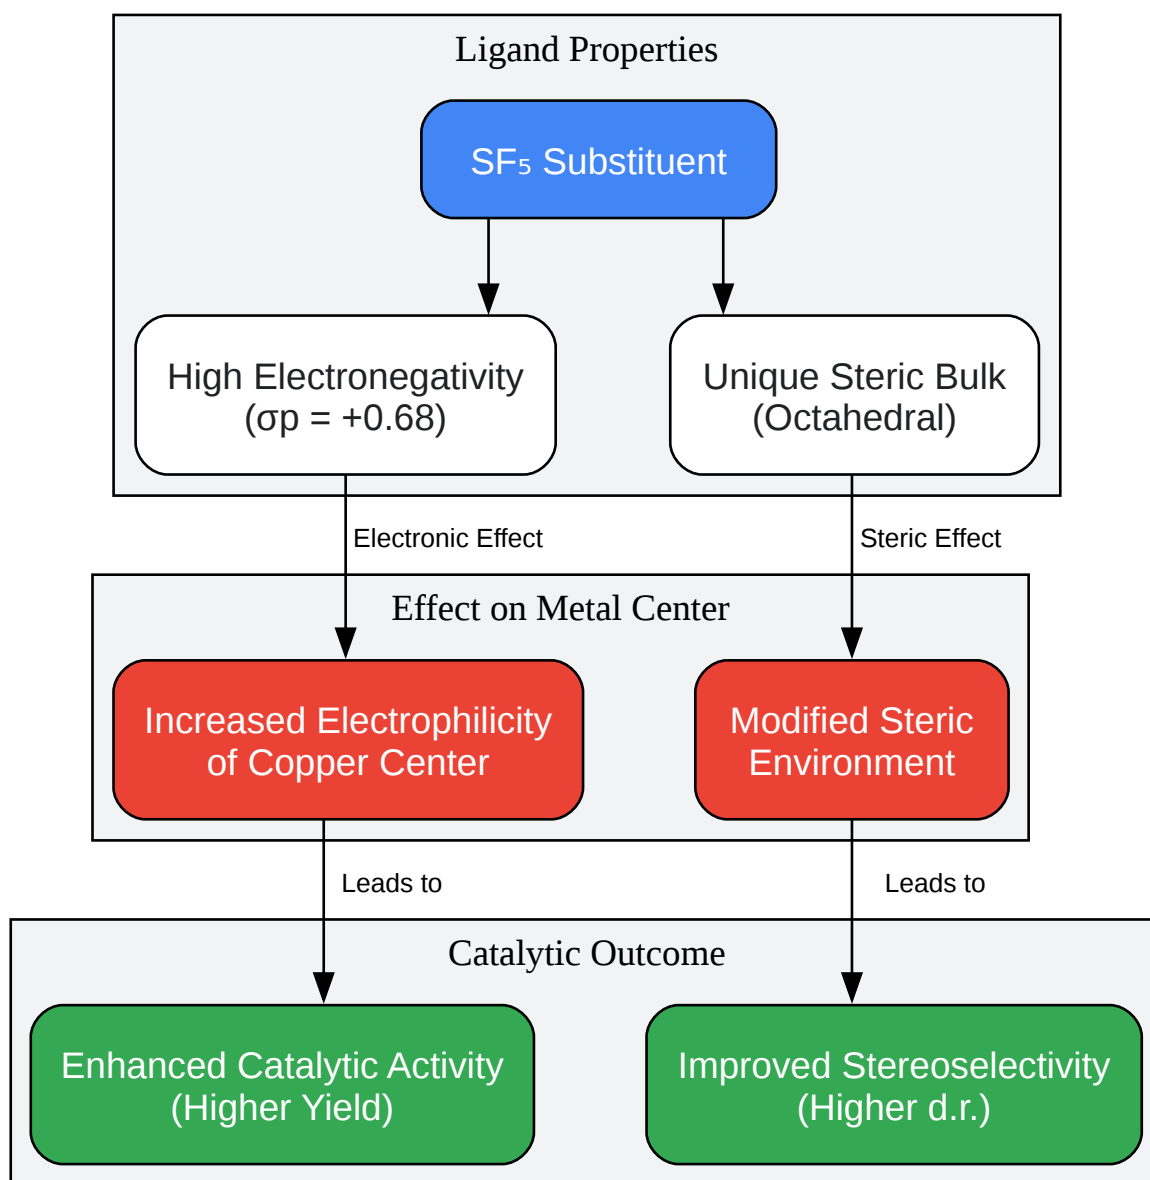 Ligand Properties
SF₅ Substituent
High Electronegativity
(σp = +0.68)
Unique Steric Bulk
(Octahedral)
Electronic Effect
Steric Effect
Effect on Metal Center
Increased Electrophilicity
of Copper Center
Modified Steric
Environment
Leads to
Leads to
Catalytic Outcome
Enhanced Catalytic Activity
(Higher Yield)
Improved Stereoselectivity
(Higher d.r.)